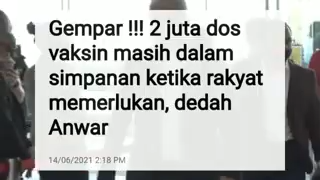 Gempar !!! 2 juta dos
vaksin masih dalam
simpanan ketika rakyat
memerlukan, dedah
Anwar
14/06/2021 2:18 PM